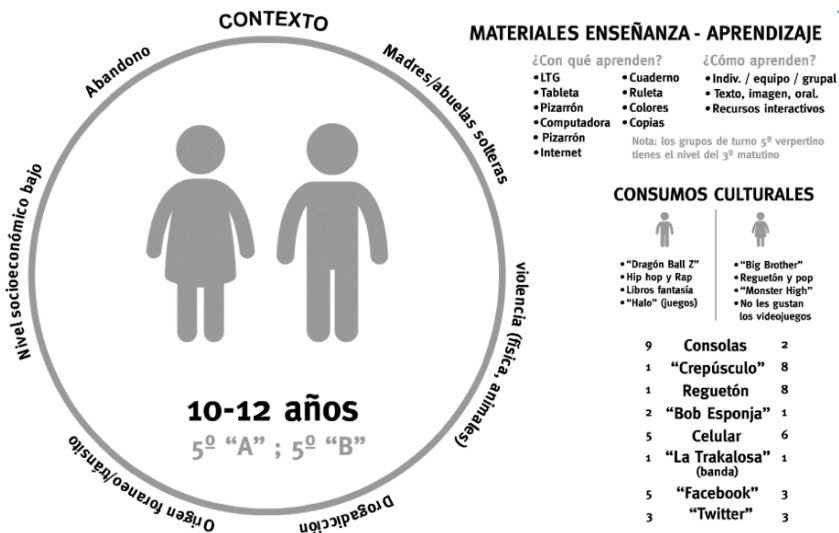 CONTEXTO
Abandono
Madres/abuelas solteras
Nivel socioeconómico bajo
violencia (física, animales)
Origen foraneo/tránsito
Drogadicción
10-12 años
5º “A” ; 5º “B”
MATERIALES ENSEÑANZA - APRENDIZAJE
¿Con qué aprenden?
•LTG
•Tableta
•Pizarrón
•Computadora
• Pizarrón
•Internet
•Cuaderno
•Ruleta
•Colores
•Copias
¿Cómo aprenden?
•Indiv. / equipo / grupal
• Texto, imagen, oral.
•Recursos interactivos
Nota: los grupos de turno 5º verpertino
tienes el nivel del 3º matutino
CONSUMOS CULTURALES
•“Dragón Ball Z”
•Hip hop y Rap
•Libros fantasía
•“Halo” (juegos)
•“Big Brother”
•Reguetón y pop
•“Monster High”
•No les gustan
los videojuegos
9 Consolas 2
1 “Crepúsculo” 8
1 Reguetón 8
2 “Bob Esponja” 1
5 Celular 6
1 “La Trakalosa” 1
(banda)
5 “Facebook” 3
3 “Twitter” 3